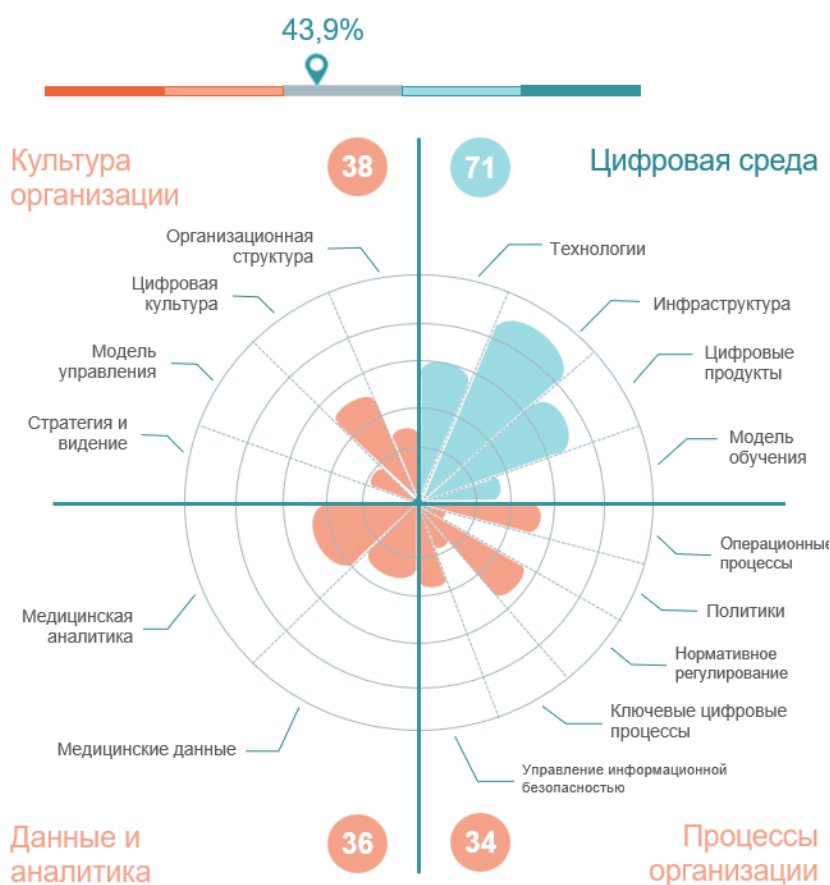 43,9%
Культура
организации
38
71
Цифровая среда
Организационная
структура
Технологии
Цифровая
культура
Инфраструктура
Модель
управления
Цифровые
продукты
Стратегия и
видение
Модель
обучения
Операционные
процессы
Медицинская
аналитика
Политики
Нормативное
регулирование
Медицинские данные
Ключевые цифровые
процессы
Управление информационной
безопасностью
Данные и
аналитика
36
34
Процессы
организации